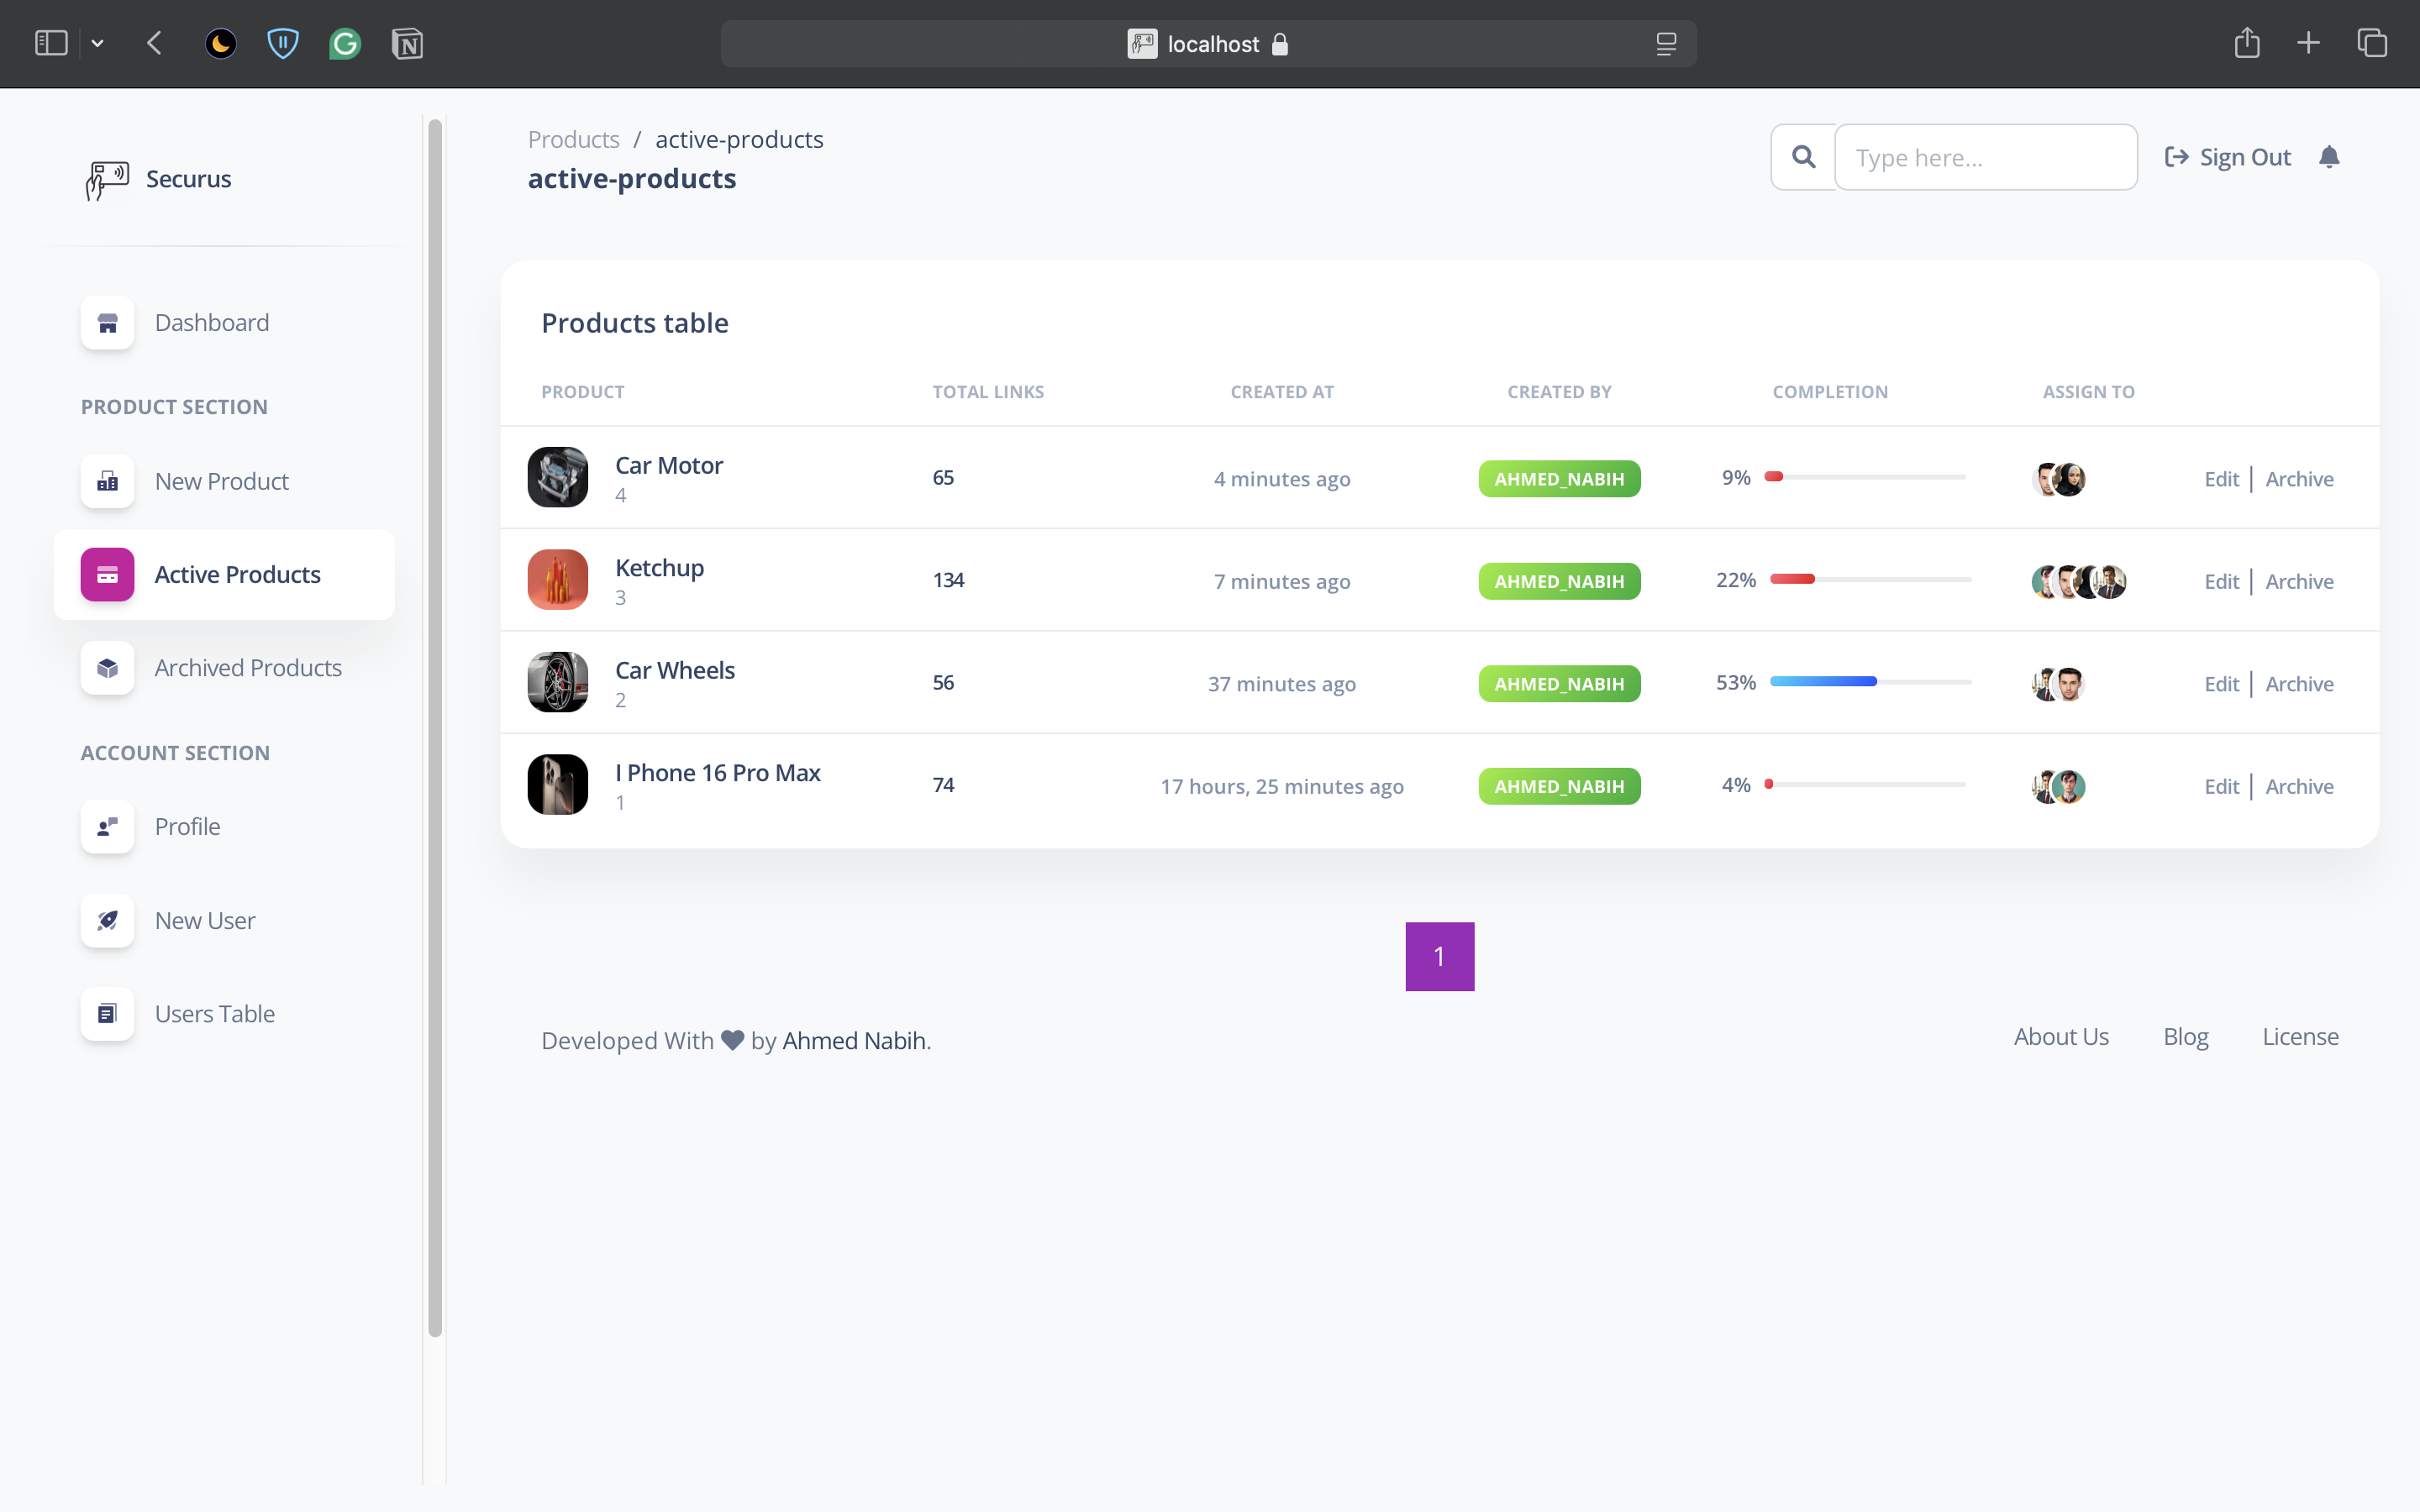 localhost
Securus
Dashboard
PRODUCT SECTION
New Product
Active Products
Archived Products
ACCOUNT SECTION
Profile
New User
Users Table
Products / active-products
active-products
Type here...
Sign Out
Products table
PRODUCT TOTAL LINKS CREATED AT CREATED BY COMPLETION ASSIGN TO
Car Motor 65 4 minutes ago AHMED_NABIH 9% Edit | Archive
4
Ketchup 134 7 minutes ago AHMED_NABIH 22% Edit | Archive
3
Car Wheels 56 37 minutes ago AHMED_NABIH 53% Edit | Archive
2
I Phone 16 Pro Max 74 17 hours, 25 minutes ago AHMED_NABIH 4% Edit | Archive
1
1
Developed With ♥ by Ahmed Nabih.
About Us Blog License